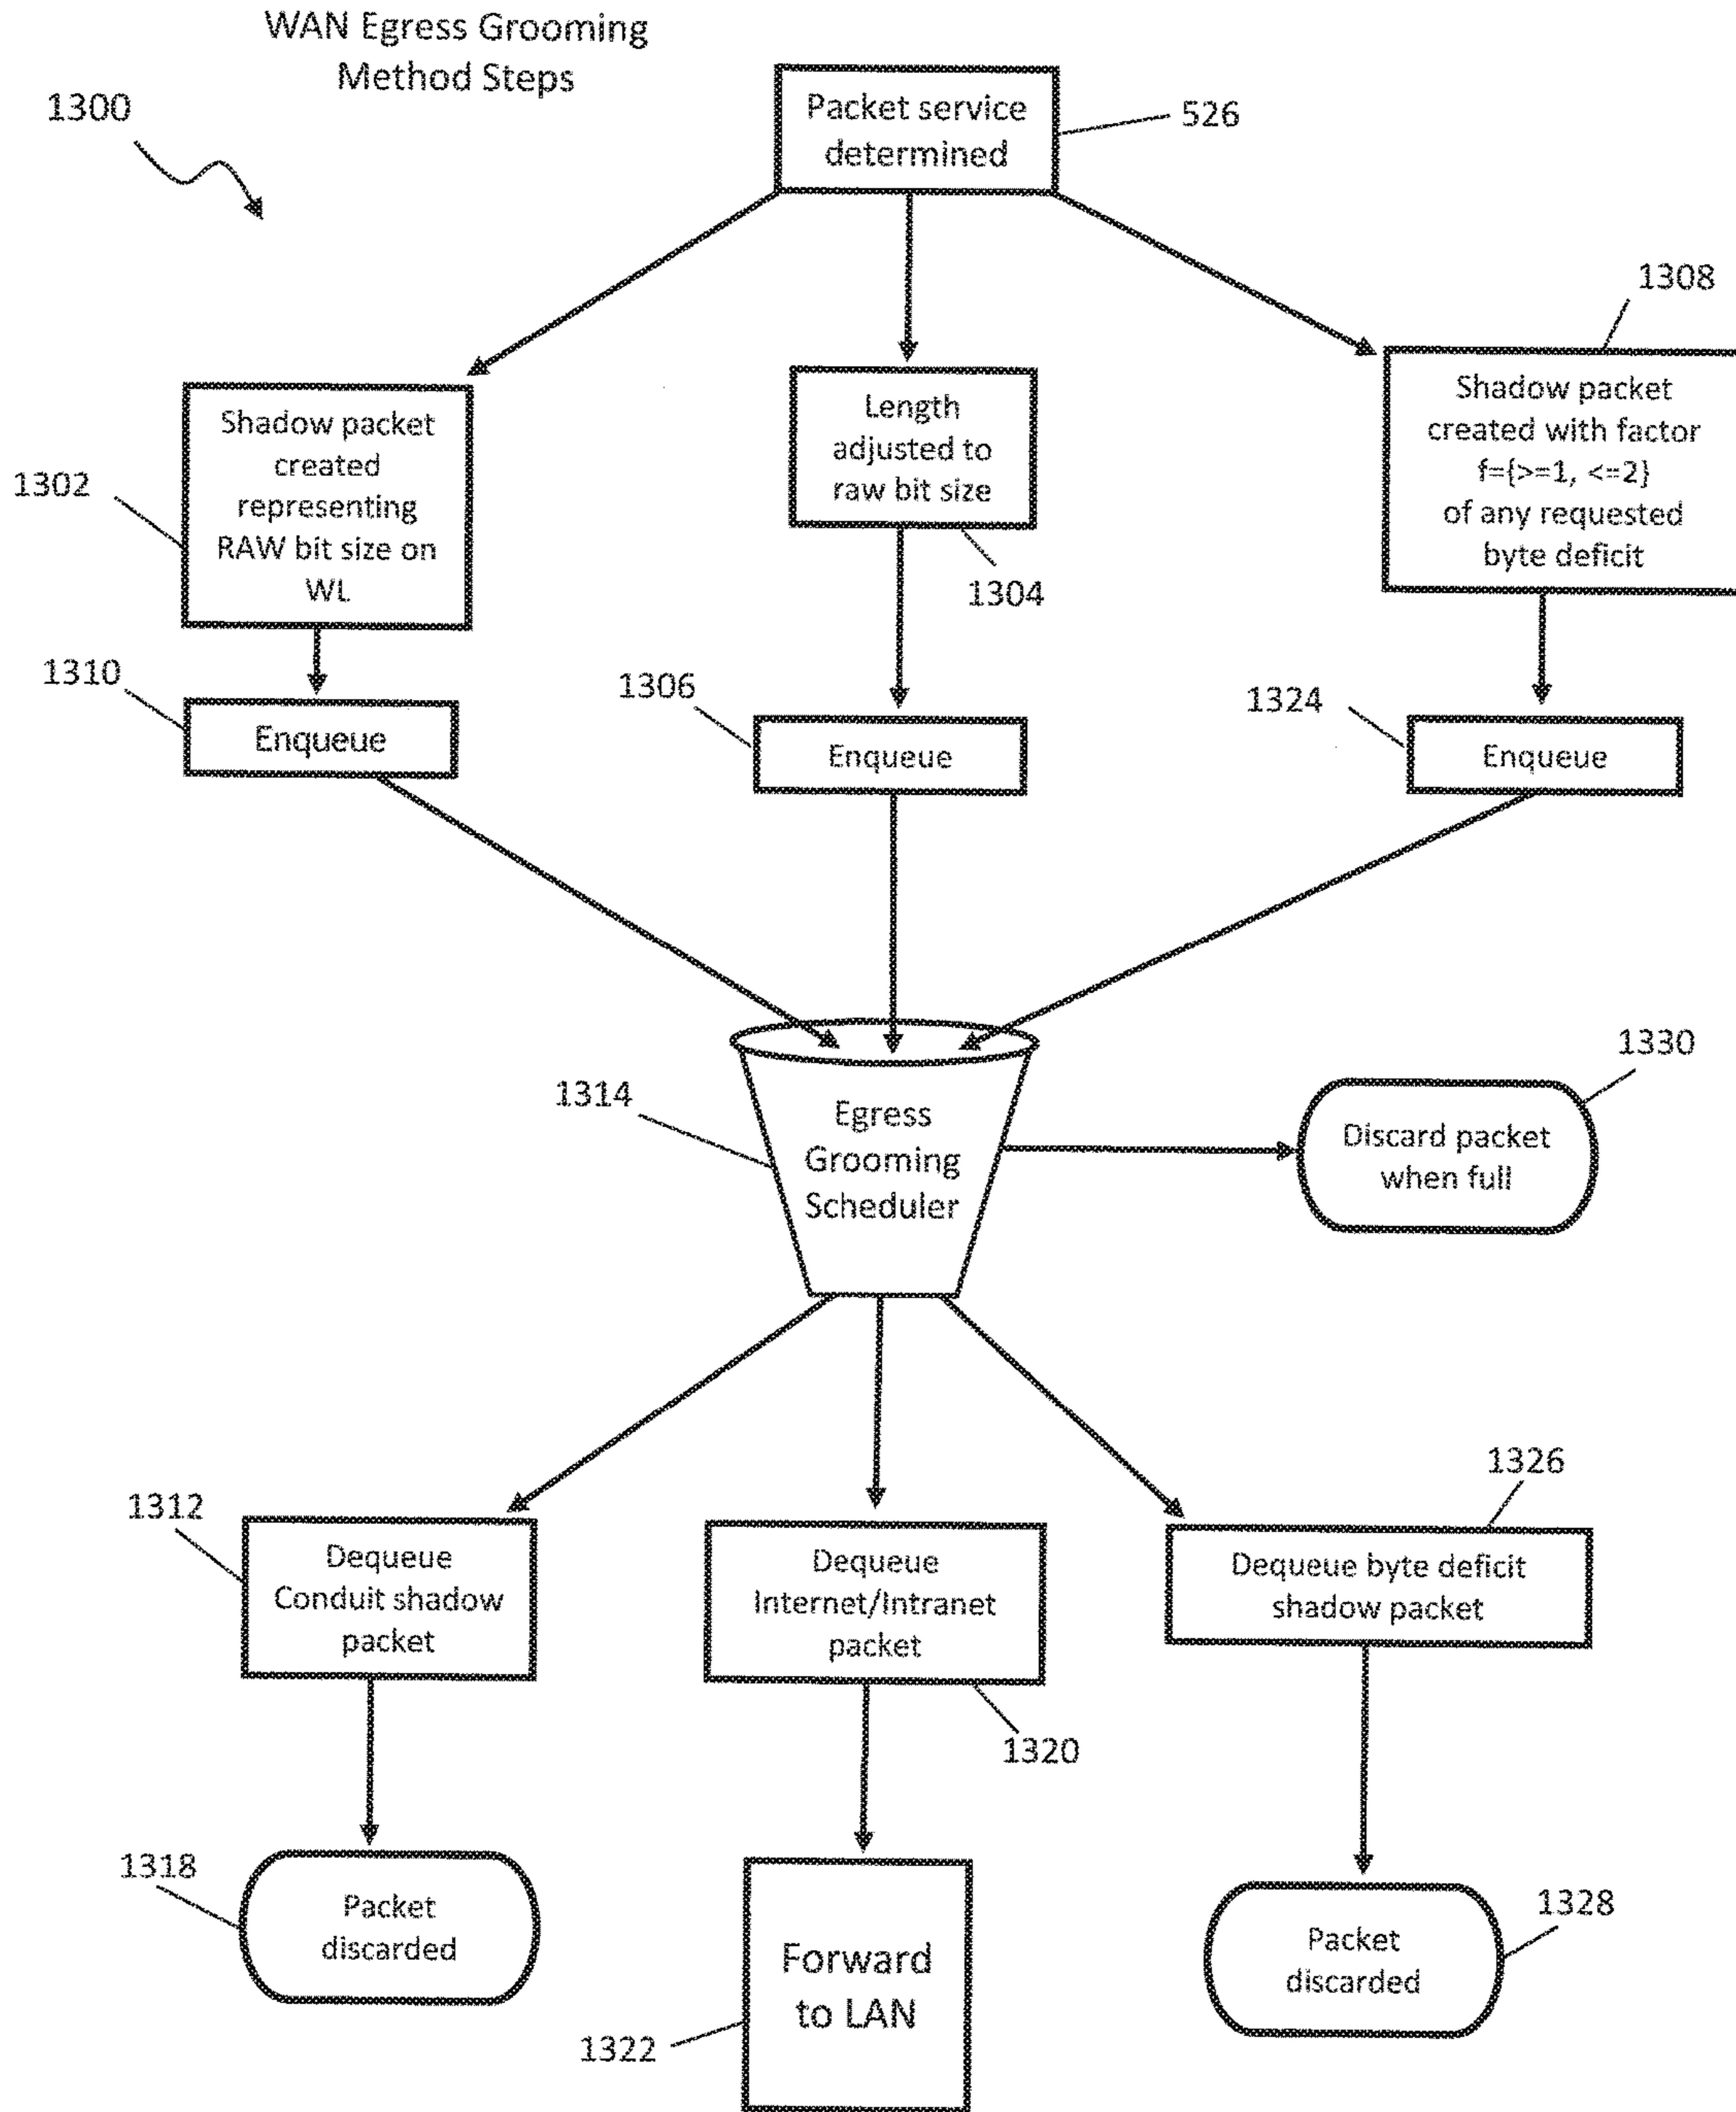 WAN Egress Grooming
Method Steps
1300
Packet service
determined
526
1308
Shadow packet
created
representing
RAW bit size on
WL
1302
Length
adjusted to
raw bit size
1304
Shadow packet
created with factor
f={>=1, <=2}
of any requested
byte deficit
1310
Enqueue
1306
Enqueue
1324
Enqueue
1314
Egress
Grooming
Scheduler
1330
Discard packet
when full
1312
Dequeue
Conduit shadow
packet
Dequeue
Internet/Intranet
packet
1320
1326
Dequeue byte deficit
shadow packet
1318
Packet
discarded
Forward
to LAN
1322
1328
Packet
discarded